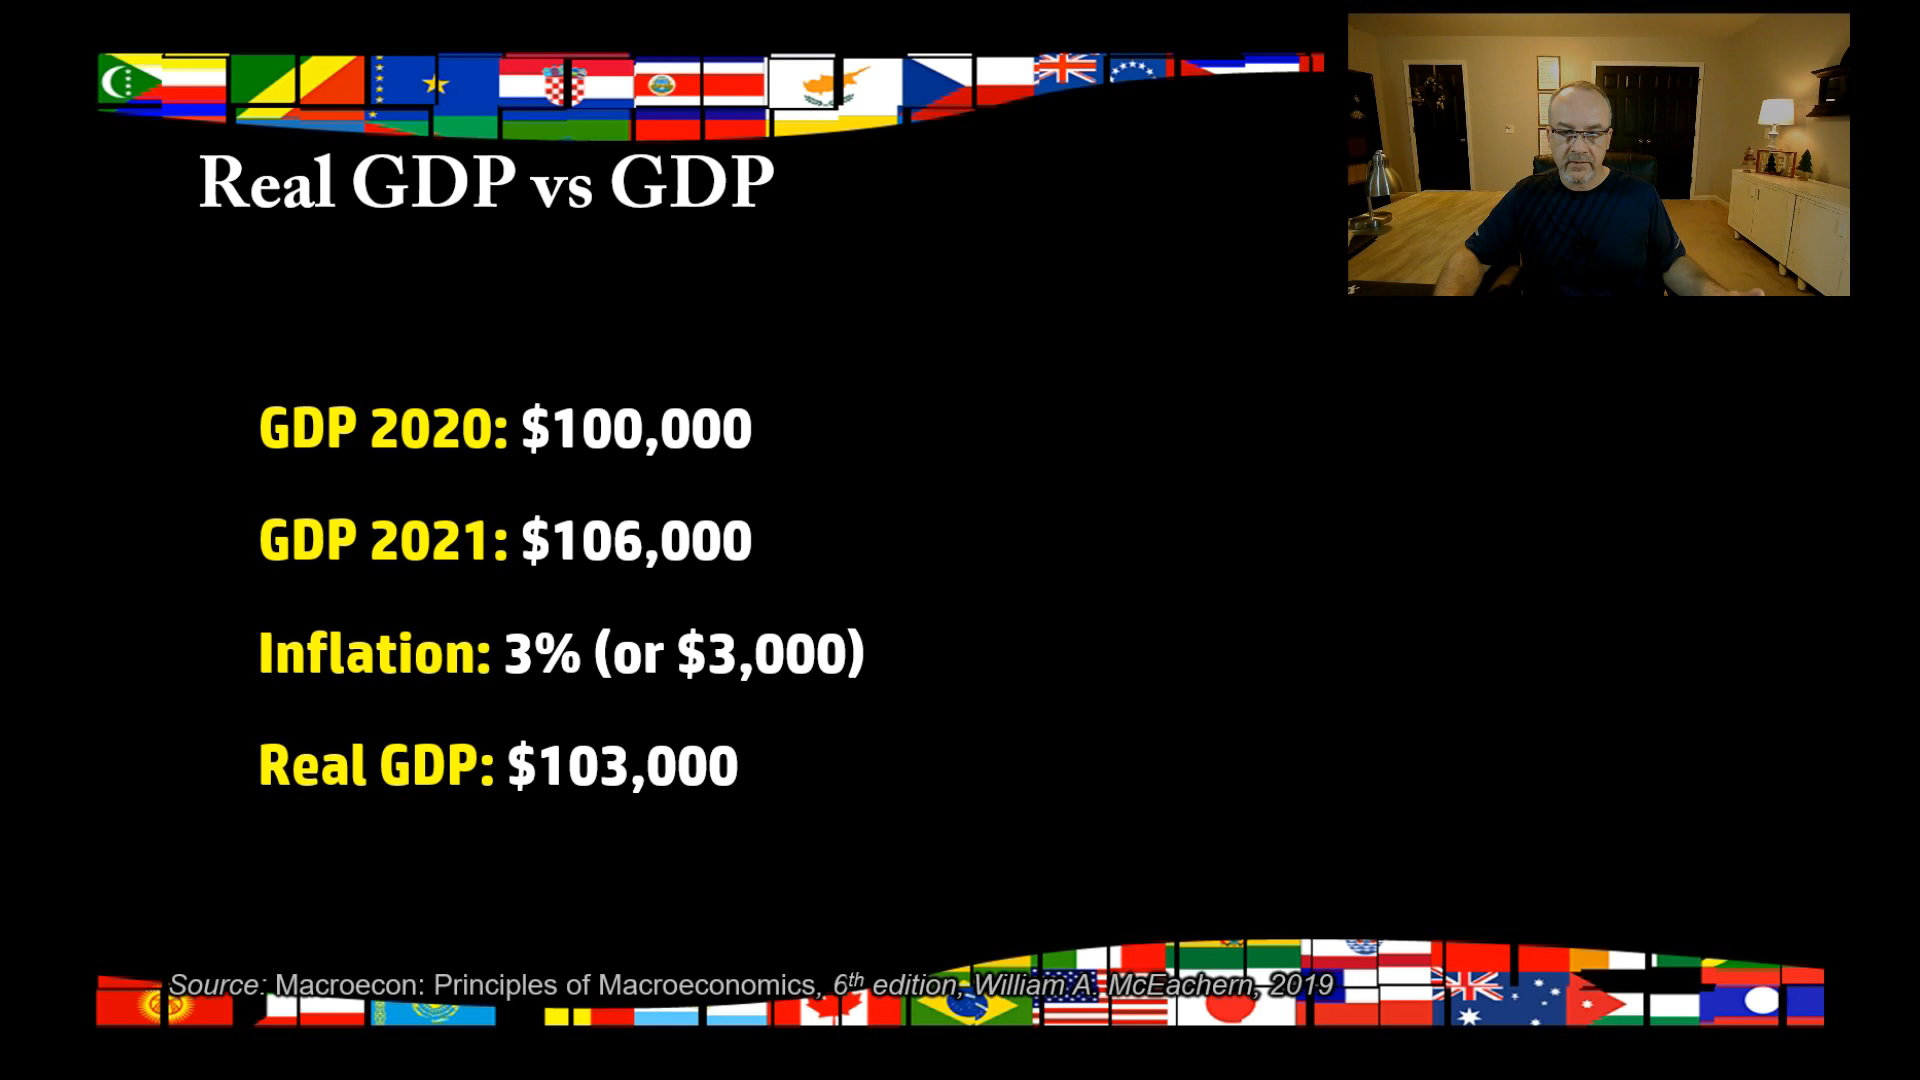 Real GDP vs GDP
GDP 2020: $100,000
GDP 2021: $106,000
Inflation: 3% (or $3,000)
Real GDP: $103,000
Source: Macroecon: Principles of Macroeconomics, 6th edition, William A. McEachern, 2019